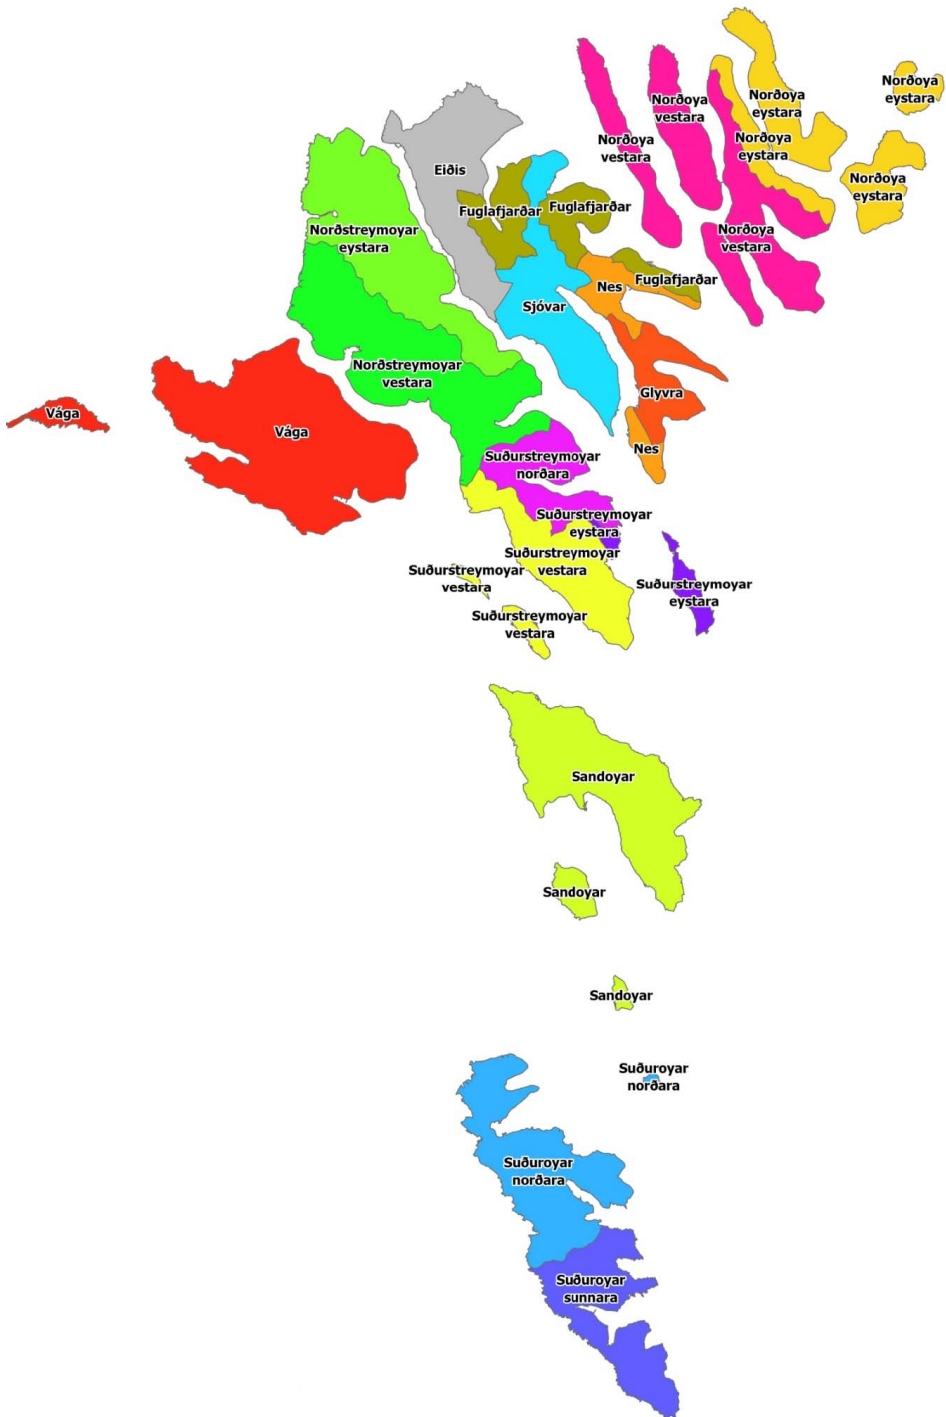 Norðoya
eystara
Norðoya
eystara
Norðoya
vestara
Norðoya
vestara
Norðoya
eystara
Norðoya
eystara
Eiðis
Fuglafjarðar
Fuglafjarðar
Norðstreymoyar
eystara
Norðoya
vestara
Fuglafjarðar
Nes
Sjóvar
Norðstreymoyar
vestara
Glyvra
Vága
Vága
Nes
Suðurstreymoyar
norðara
Suðurstreymoyar
eystara
Suðurstreymoyar
vestara
Suðurstreymoyar
vestara
Suðurstreymoyar
eystara
Suðurstreymoyar
vestara
Sandoyar
Sandoyar
Sandoyar
Suðuroyar
norðara
Suðuroyar
norðara
Suðuroyar
sunnara